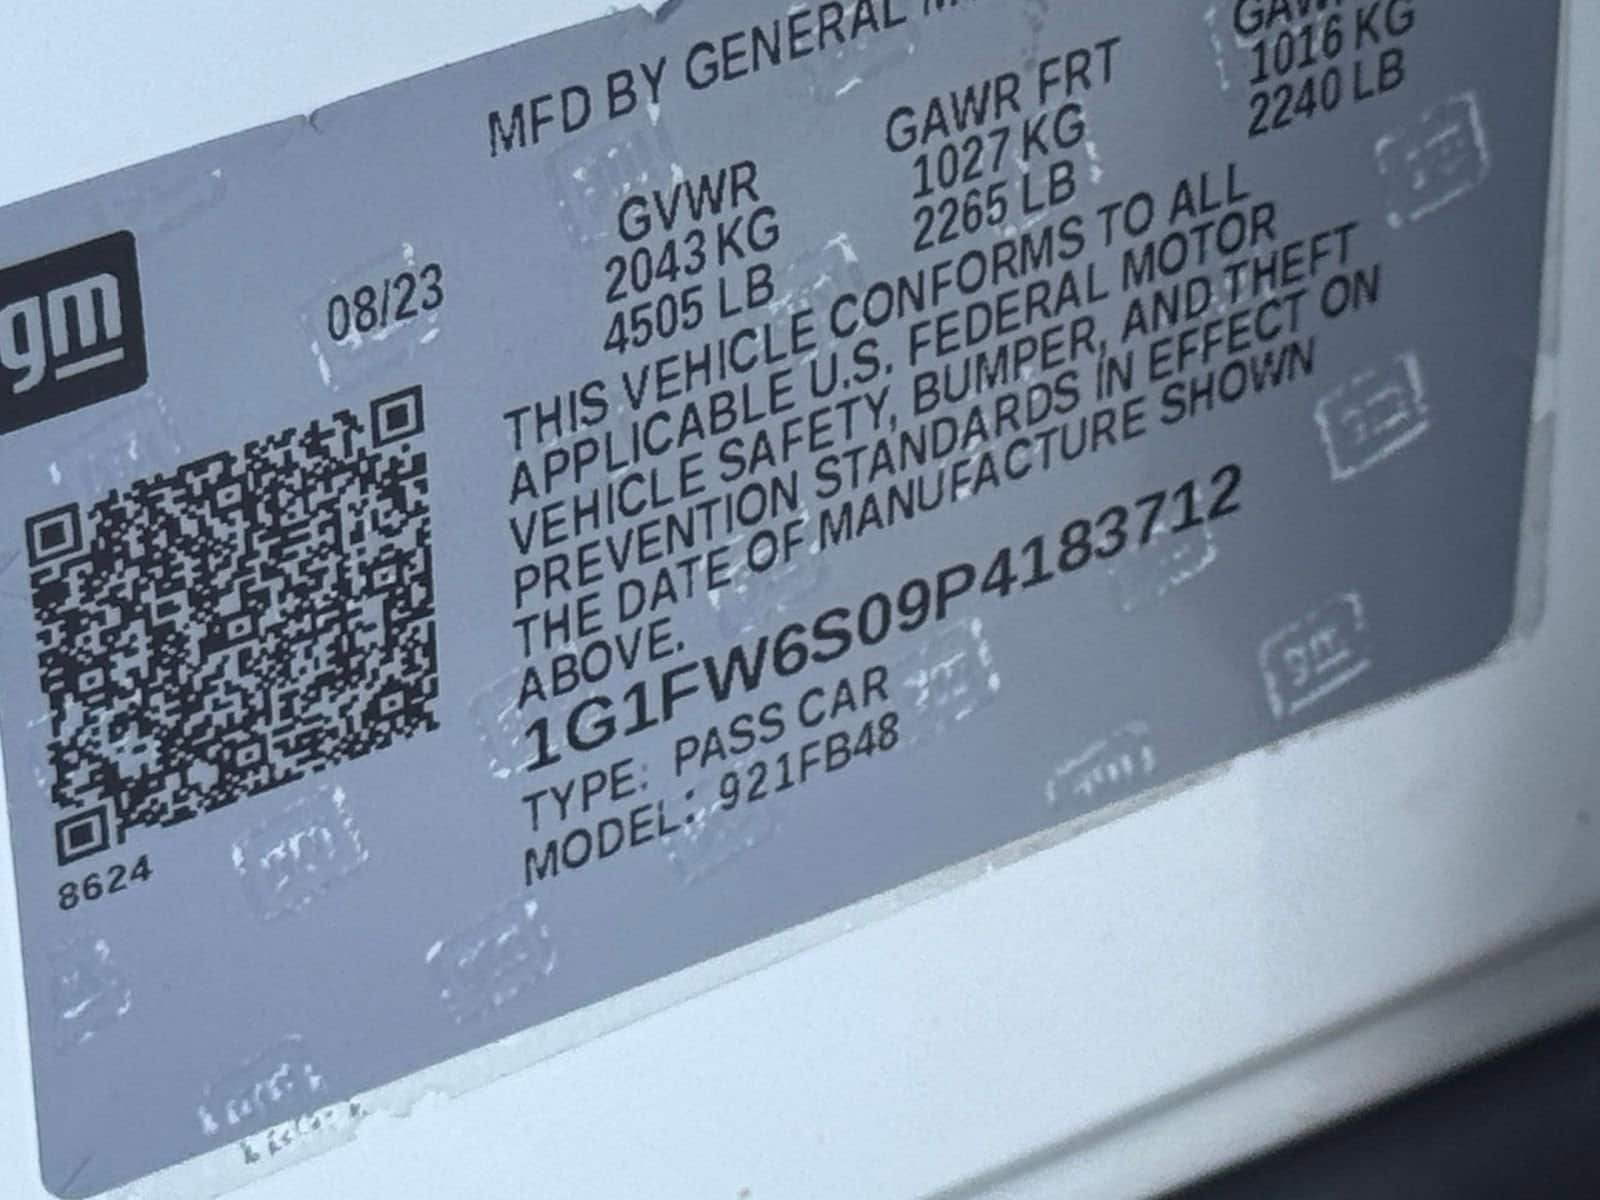 MFD BY GENERAL
gm
08/23
GVWR
2043 KG
4505 LB
GAWR FRT
1027 KG
2265 LB
1016 KG
2240 LB
THIS VEHICLE CONFORMS TO ALL
APPLICABLE U.S. FEDERAL MOTOR
VEHICLE SAFETY, BUMPER, AND THEFT
PREVENTION STANDARDS IN EFFECT ON
THE DATE OF MANUFACTURE SHOWN
ABOVE.
1G1FW6S09P4183712
TYPE: PASS CAR
MODEL: 921FB48
8624